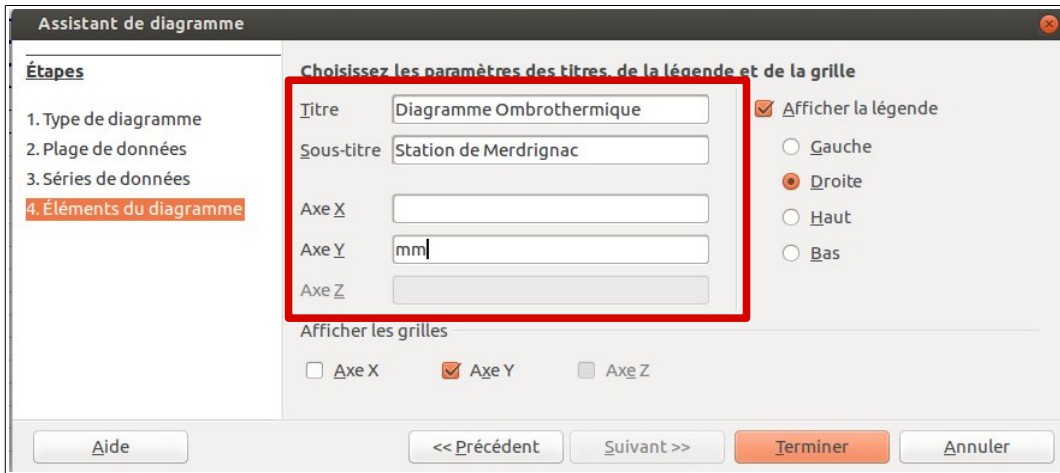 Assistant de diagramme
Étapes
1. Type de diagramme
2. Plage de données
3. Séries de données
4. Éléments du diagramme
Choisissez les paramètres des titres, de la légende et de la grille
Titre Diagramme Ombrothermique
Sous-titre Station de Merdrignac
Axe X
Axe Y mm
Axe Z
Afficher la légende
Gauche
Droite
Haut
Bas
Afficher les grilles
Axe X Axe Y Axe Z
Aide << Précédent Suivant >> Terminer Annuler